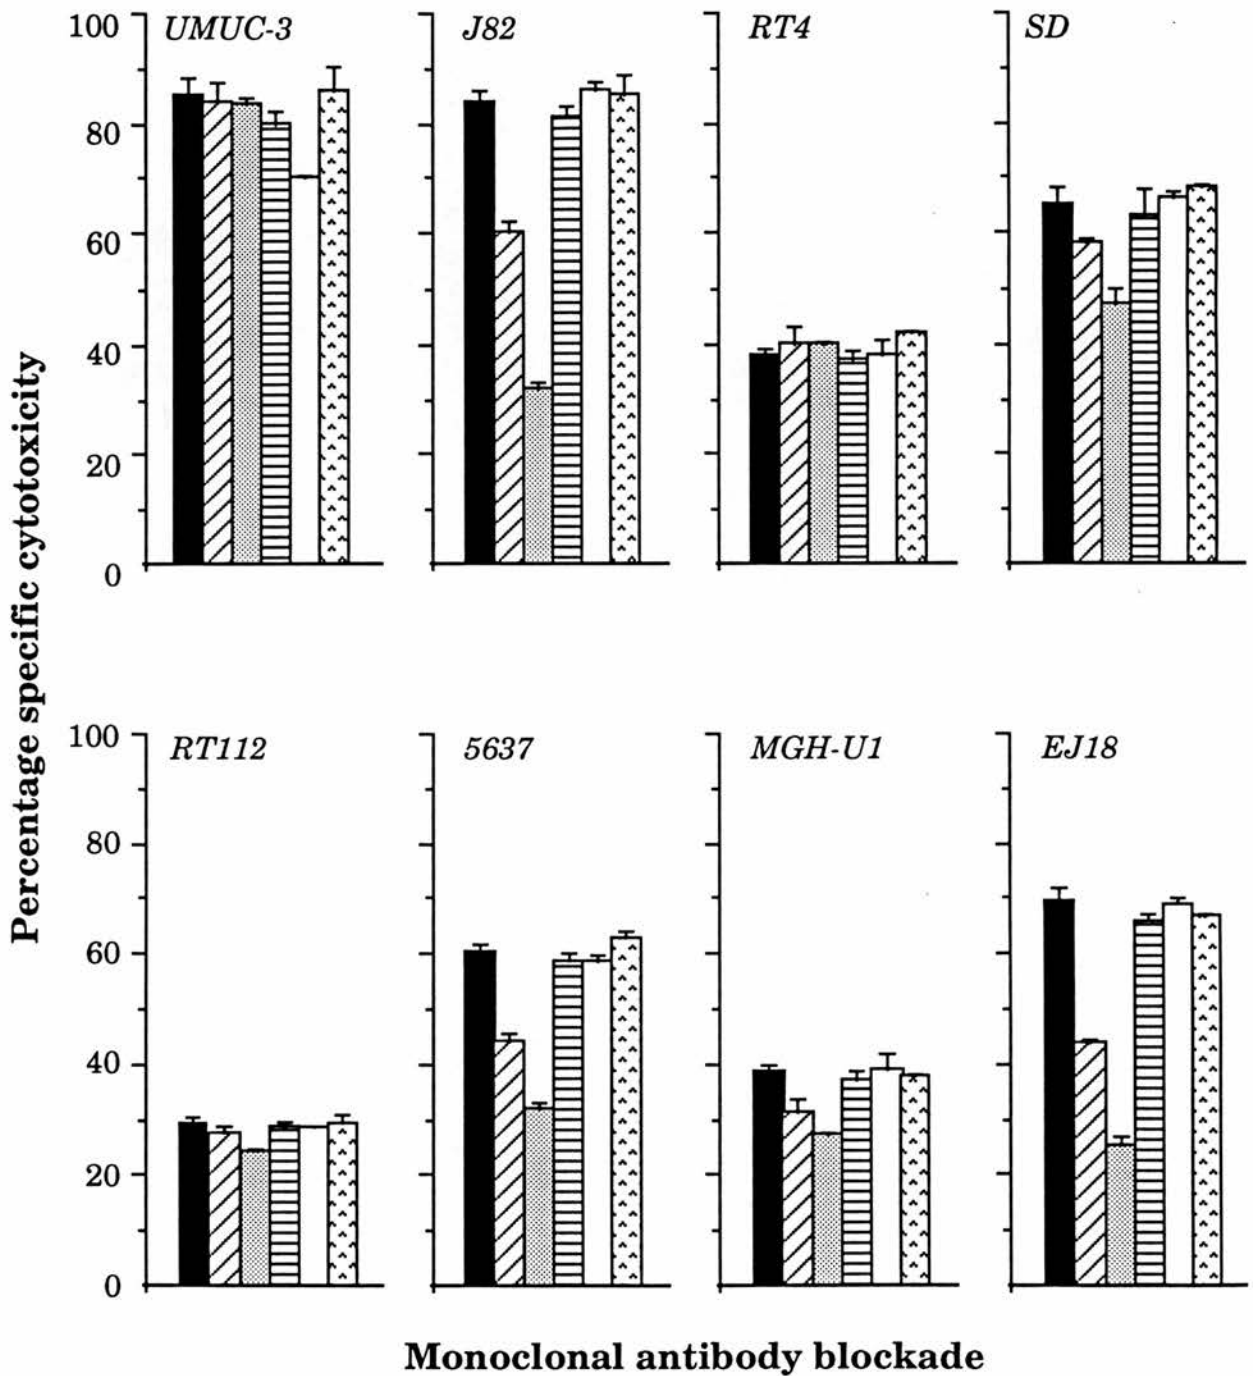 UMUC-3
J82
RT4
SD
100
80
60
40
20
0
Percentage specific cytotoxicity
RT112
5637
MGH-U1
EJ18
100
80
60
40
20
0
Monoclonal antibody blockade